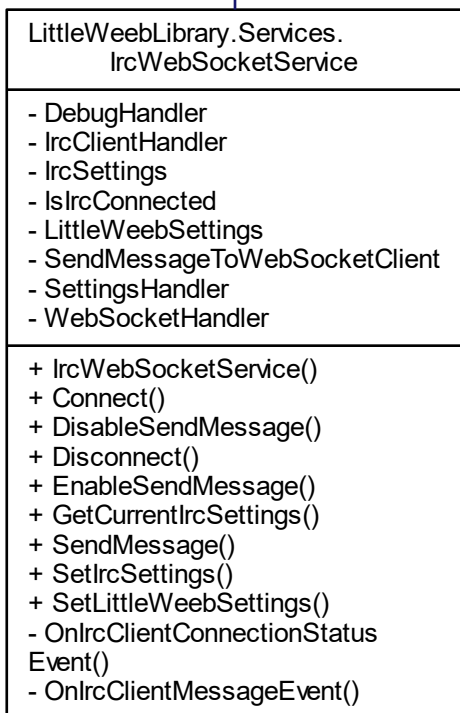 LittleWeebLibrary.Services.
IrcWebSocketService
- DebugHandler
- IrcClientHandler
- IrcSettings
- IsIrcConnected
- LittleWeebSettings
- SendMessageToWebSocketClient
- SettingsHandler
- WebSocketHandler
+ IrcWebSocketService()
+ Connect()
+ DisableSendMessage()
+ Disconnect()
+ EnableSendMessage()
+ GetCurrentIrcSettings()
+ SendMessage()
+ SetIrcSettings()
+ SetLittleWeebSettings()
- OnIrcClientConnectionStatus
Event()
- OnIrcClientMessageEvent()